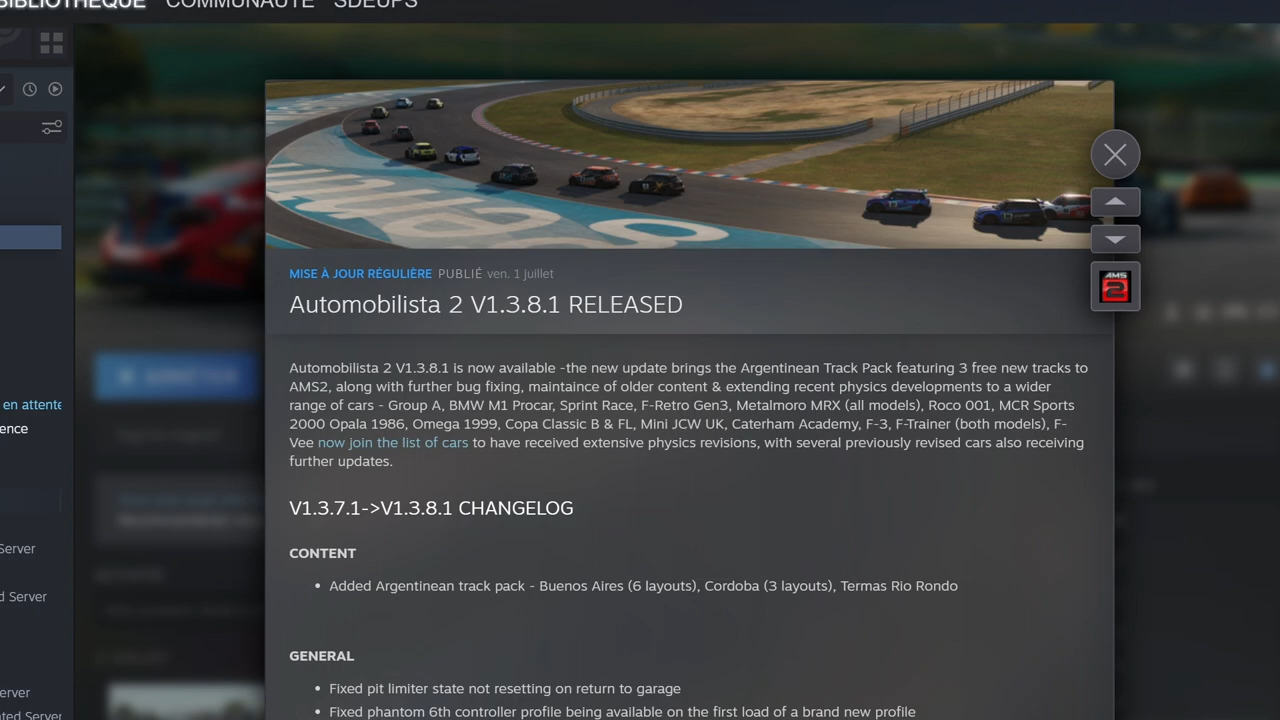 BIBLIOTHÈQUE COMMUNAUTÉ SDEUPS
en attente
ence
Server
d Server
erver
ated Server
AMS
2
MISE À JOUR RÉGULIÈRE PUBLIÉ ven. 1 juillet
Automobilista 2 V1.3.8.1 RELEASED
Automobilista 2 V1.3.8.1 is now available -the new update brings the Argentinean Track Pack featuring 3 free new tracks to
AMS2, along with further bug fixing, maintaince of older content & extending recent physics developments to a wider
range of cars - Group A, BMW M1 Procar, Sprint Race, F-Retro Gen3, Metalmoro MRX (all models), Roco 001, MCR Sports
2000 Opala 1986, Omega 1999, Copa Classic B & FL, Mini JCW UK, Caterham Academy, F-3, F-Trainer (both models), F-
Vee now join the list of cars to have received extensive physics revisions, with several previously revised cars also receiving
further updates.
V1.3.7.1->V1.3.8.1 CHANGELOG
CONTENT
• Added Argentinean track pack - Buenos Aires (6 layouts), Cordoba (3 layouts), Termas Rio Rondo
GENERAL
• Fixed pit limiter state not resetting on return to garage
• Fixed phantom 6th controller profile being available on the first load of a brand new profile